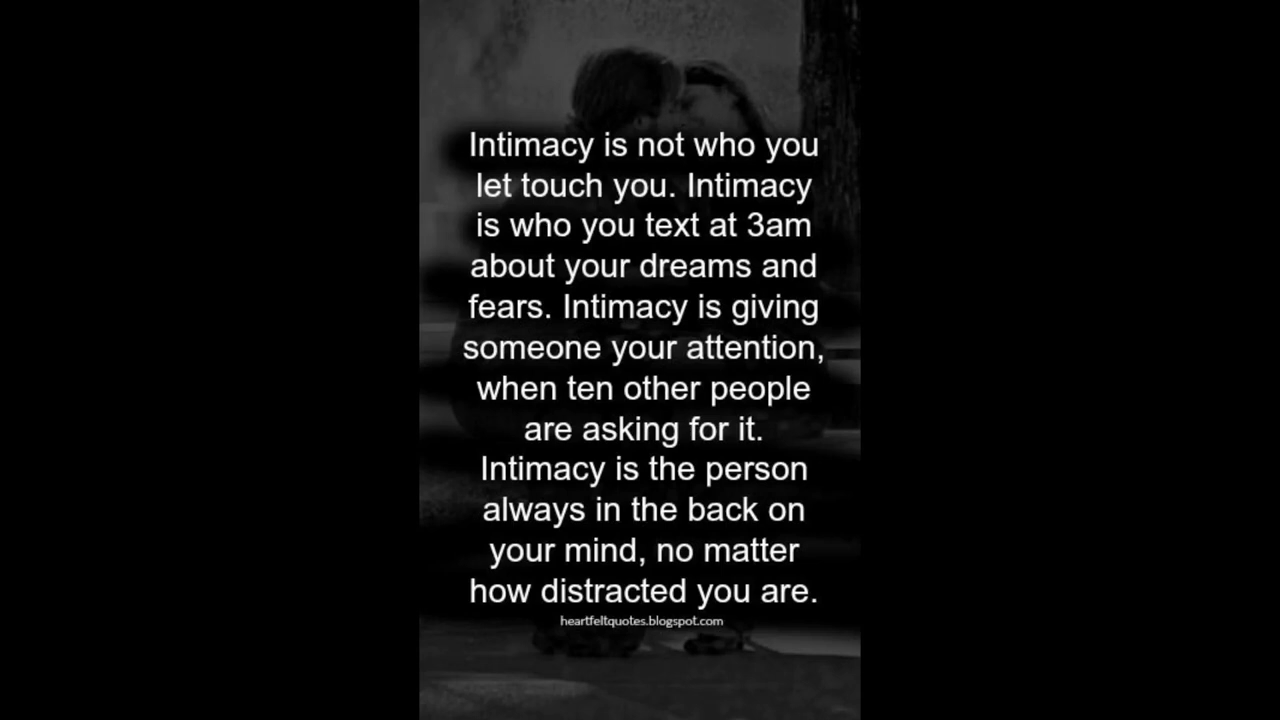 Intimacy is not who you
let touch you. Intimacy
is who you text at 3am
about your dreams and
fears. Intimacy is giving
someone your attention,
when ten other people
are asking for it.
Intimacy is the person
always in the back on
your mind, no matter
how distracted you are.
heartfeltquotes.blogspot.com